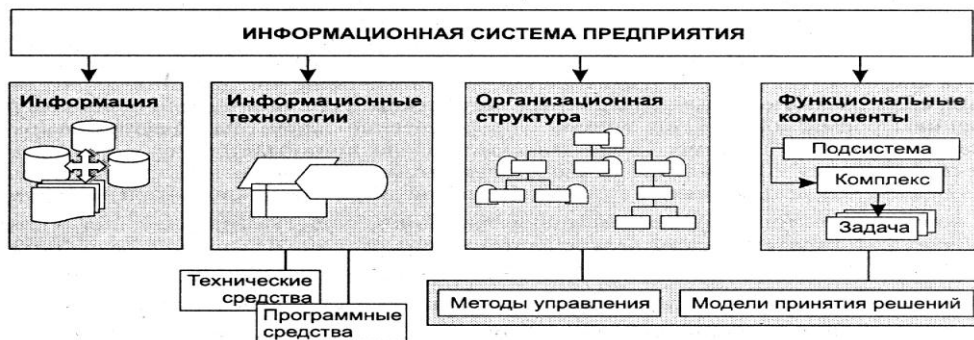 ИНФОРМАЦИОННАЯ СИСТЕМА ПРЕДПРИЯТИЯ
Информация
Информационные
технологии
Организационная
структура
Функциональные
компоненты
Подсистема
Комплекс
Задача
Технические
средства
Программные
средства
Методы управления
Модели принятия решений